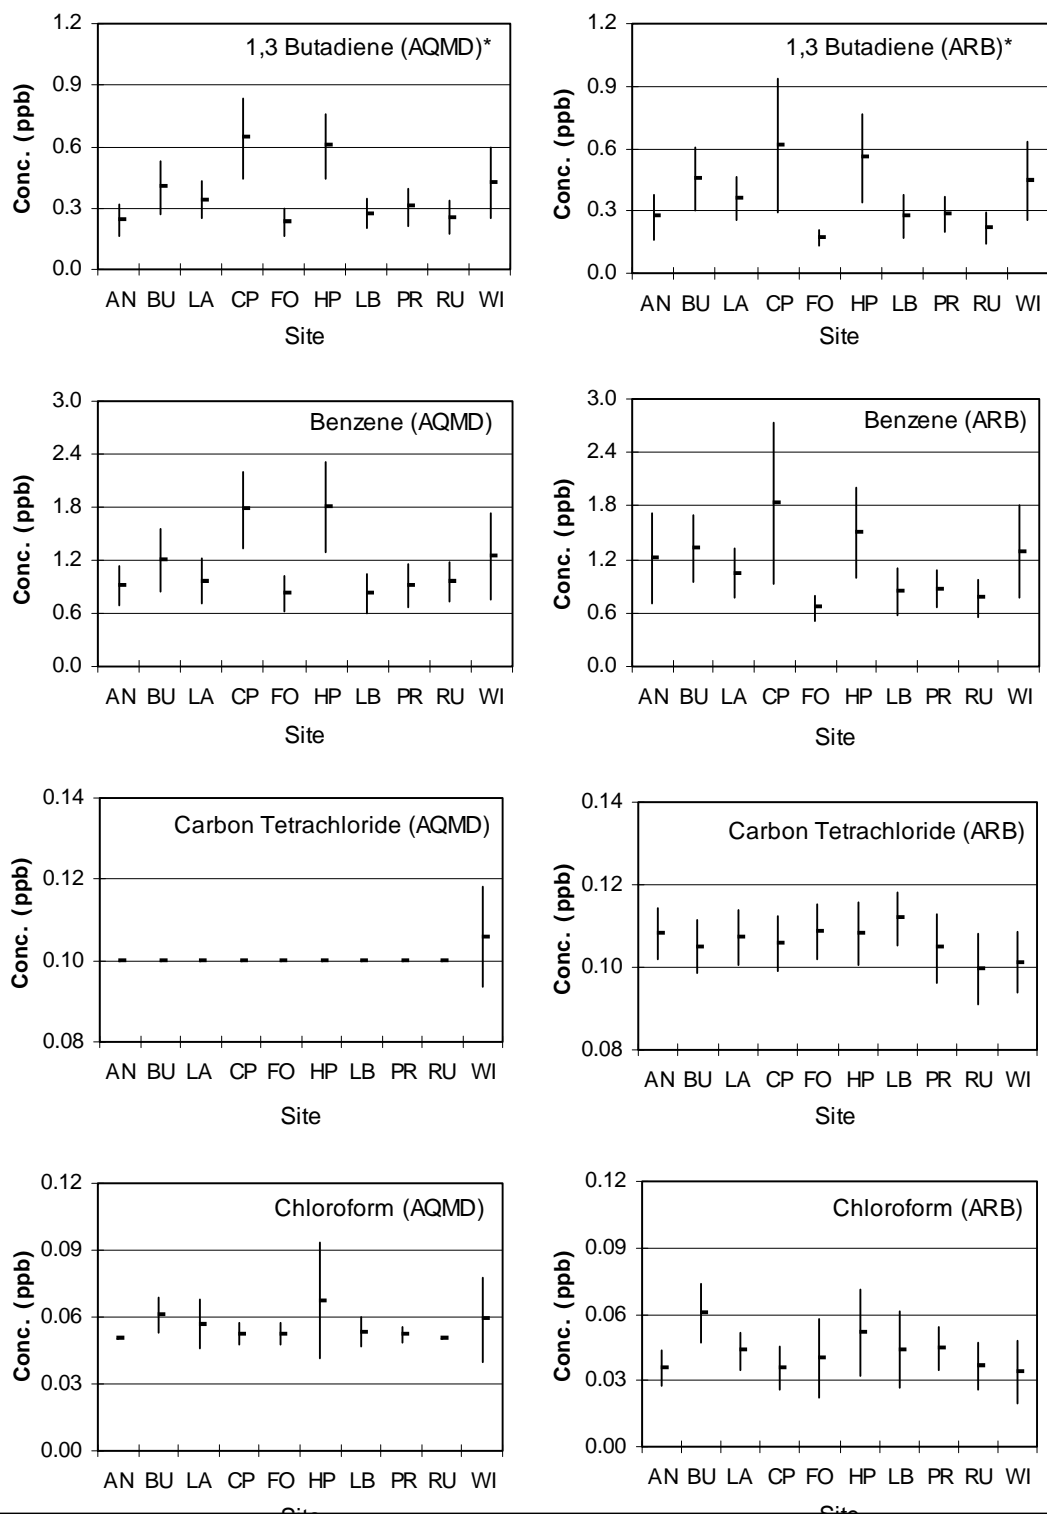 1,3 Butadiene (AQMD)*
Conc. (ppb)
1.2
0.9
0.6
0.3
0.0
AN BU LA CP FO HP LB PR RU WI
Site
1,3 Butadiene (ARB)*
Conc. (ppb)
1.2
0.9
0.6
0.3
0.0
AN BU LA CP FO HP LB PR RU WI
Site
Benzene (AQMD)
Conc. (ppb)
3.0
2.4
1.8
1.2
0.6
0.0
AN BU LA CP FO HP LB PR RU WI
Site
Benzene (ARB)
Conc. (ppb)
3.0
2.4
1.8
1.2
0.6
0.0
AN BU LA CP FO HP LB PR RU WI
Site
Carbon Tetrachloride (AQMD)
Conc. (ppb)
0.14
0.12
0.10
0.08
AN BU LA CP FO HP LB PR RU WI
Site
Carbon Tetrachloride (ARB)
Conc. (ppb)
0.14
0.12
0.10
0.08
AN BU LA CP FO HP LB PR RU WI
Site
Chloroform (AQMD)
Conc. (ppb)
0.12
0.09
0.06
0.03
0.00
AN BU LA CP FO HP LB PR RU WI
Site
Chloroform (ARB)
Conc. (ppb)
0.12
0.09
0.06
0.03
0.00
AN BU LA CP FO HP LB PR RU WI
Site